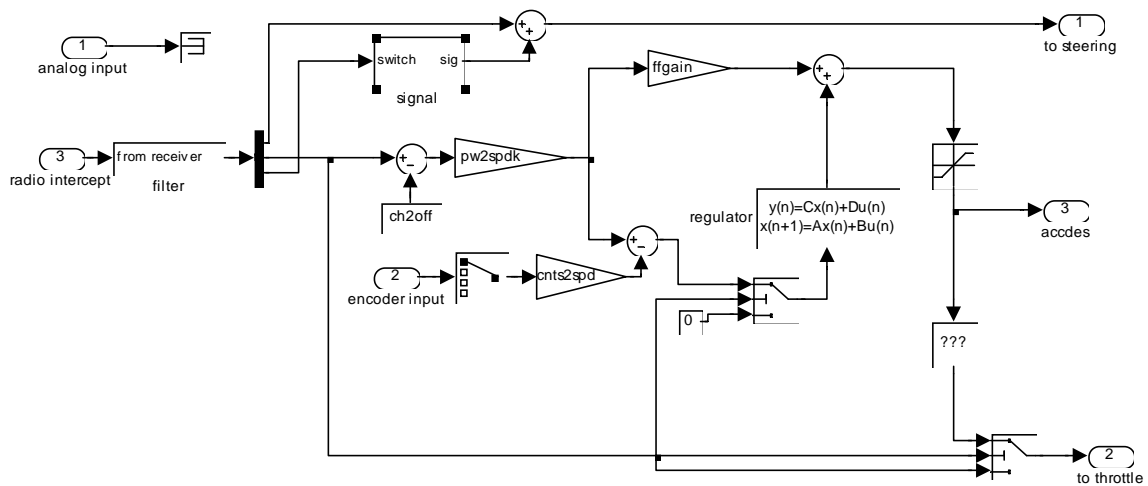 1
analog input
switch
sig
signal
1
to steering
ffgain
3
radio intercept
from receiver
filter
pw2spdk
ch2off
regulator
y(n)=Cx(n)+Du(n)
x(n+1)=Ax(n)+Bu(n)
3
accdes
2
encoder input
cnts2spd
0
???
2
to throttle